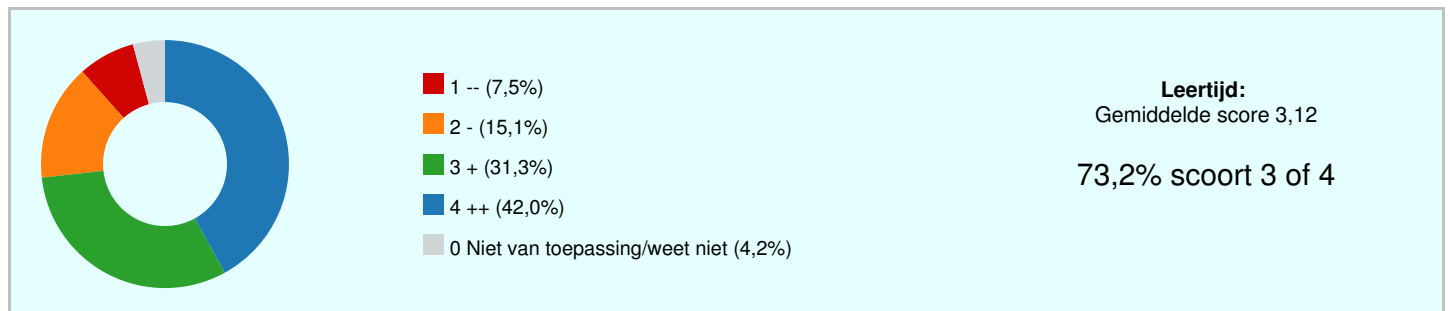 1 -- (7,5%)
2 - (15,1%)
3 + (31,3%)
4 ++ (42,0%)
0 Niet van toepassing/weet niet (4,2%)
Leertijd:
Gemiddelde score 3,12
73,2% scoort 3 of 4